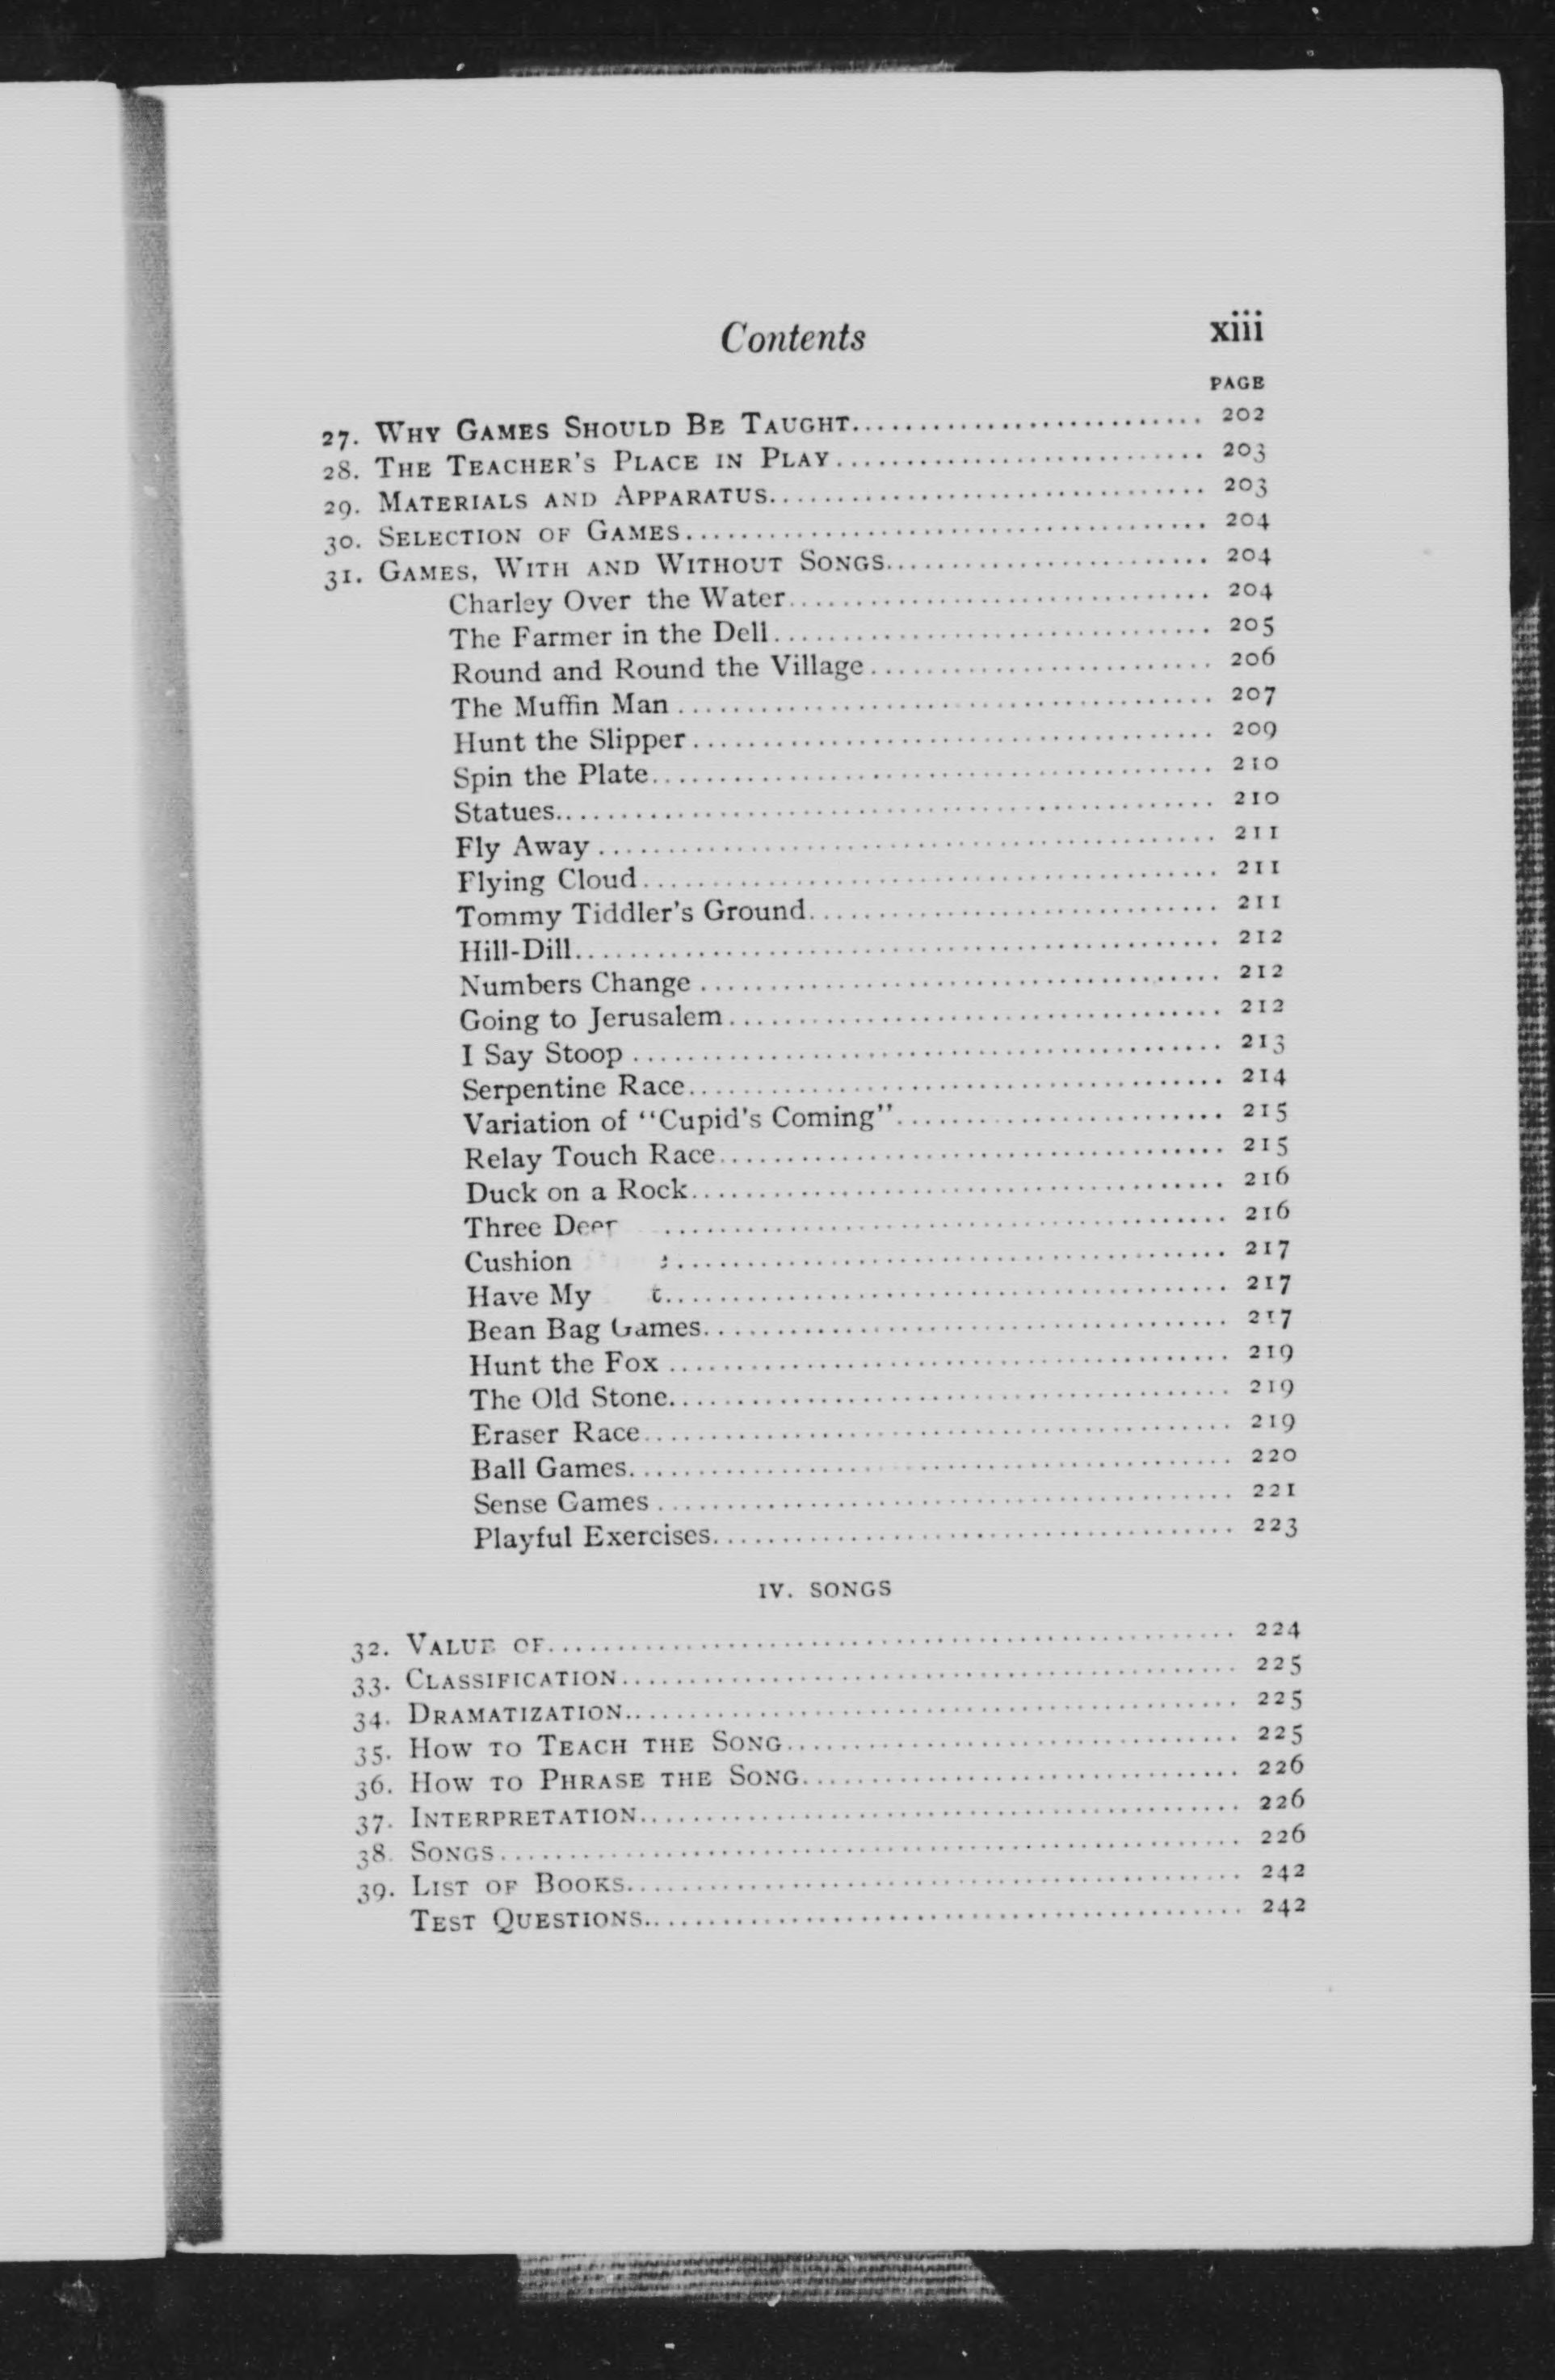 Contents xiii
PAGE
27. WHY GAMES SHOULD BE TAUGHT........................... 202
28. THE TEACHER'S PLACE IN PLAY........................... 203
29. MATERIALS AND APPARATUS............................... 203
30. SELECTION OF GAMES.................................... 204
31. GAMES, WITH AND WITHOUT SONGS......................... 204
Charley Over the Water............................... 204
The Farmer in the Dell............................... 205
Round and Round the Village.......................... 206
The Muffin Man....................................... 207
Hunt the Slipper..................................... 209
Spin the Plate....................................... 210
Statues.............................................. 210
Fly Away............................................. 211
Flying Cloud......................................... 211
Tommy Tiddler's Ground............................... 211
Hill-Dill............................................ 212
Numbers Change....................................... 212
Going to Jerusalem................................... 212
I Say Stoop.......................................... 213
Serpentine Race...................................... 214
Variation of "Cupid's Coming"........................ 215
Relay Touch Race..................................... 215
Duck on a Rock....................................... 216
Three Deer........................................... 216
Cushion.............................................. 217
Have My.............................................. 217
Bean Bag Games....................................... 217
Hunt the Fox......................................... 219
The Old Stone........................................ 219
Eraser Race.......................................... 219
Ball Games........................................... 220
Sense Games.......................................... 221
Playful Exercises.................................... 223
IV. SONGS
32. VALUE OF............................................. 224
33. CLASSIFICATION....................................... 225
34. DRAMATIZATION........................................ 225
35. HOW TO TEACH THE SONG................................ 225
36. HOW TO PHRASE THE SONG............................... 226
37. INTERPRETATION....................................... 226
38. SONGS................................................ 226
39. LIST OF BOOKS........................................ 242
TEST QUESTIONS....................................... 242